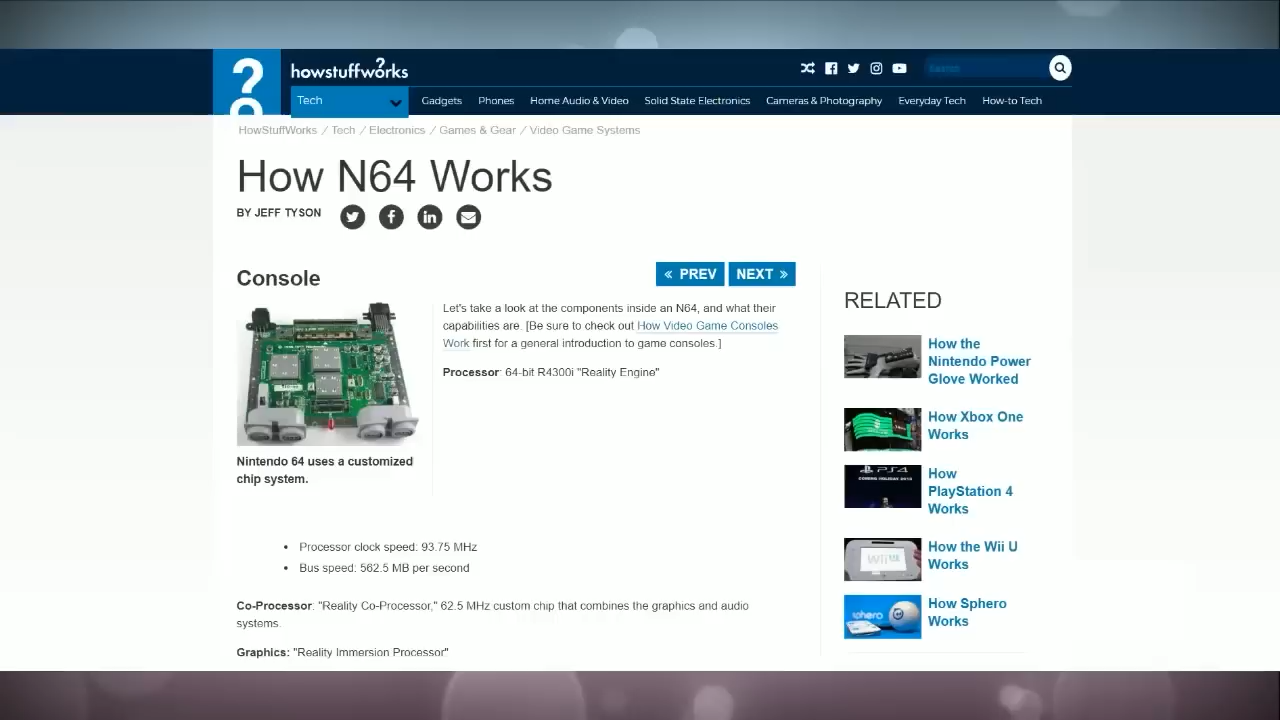 howstuffworks
Search
Tech
Gadgets Phones Home Audio & Video Solid State Electronics Cameras & Photography Everyday Tech How-to Tech
HowStuffWorks / Tech / Electronics / Games & Gear / Video Game Systems
How N64 Works
BY JEFF TYSON
Console
« PREV NEXT »
Let's take a look at the components inside an N64, and what their
capabilities are. [Be sure to check out How Video Game Consoles
Work first for a general introduction to game consoles.]
Processor: 64-bit R4300i "Reality Engine"
Nintendo 64 uses a customized
chip system.
• Processor clock speed: 93.75 MHz
• Bus speed: 562.5 MB per second
Co-Processor: "Reality Co-Processor," 62.5 MHz custom chip that combines the graphics and audio
systems.
Graphics: "Reality Immersion Processor"
RELATED
How the
Nintendo Power
Glove Worked
How Xbox One
Works
PS4
COMING HOLIDAY 2013
How
PlayStation 4
Works
Wii U
How the Wii U
Works
sphero
How Sphero
Works